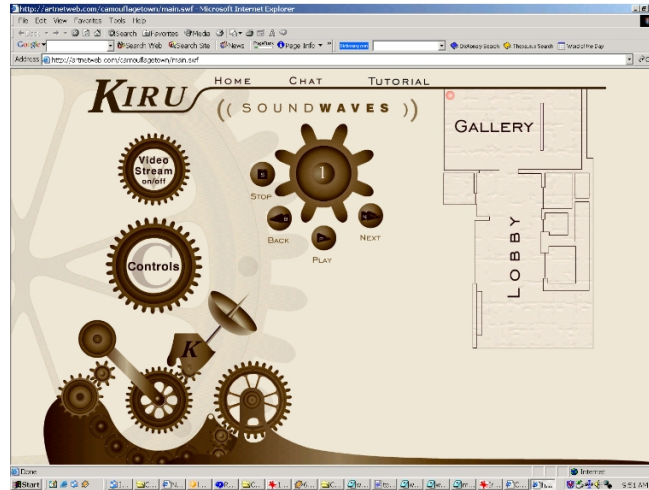 http://artnetweb.com/camouflagetown/main.swf - Microsoft Internet Explorer
File Edit View Favorites Tools Help
Search Favorites Media
Google Search Web Search Site News Page Info Dictionary Search Thesaurus Search Word of the Day
Address http://artnetweb.com/camouflagetown/main.swf
HOME CHAT TUTORIAL
KIRU
(( SOUNDWAVES ))
GALLERY
Video
Stream
on/off
1
S
STOP
BACK
NEXT
PLAY
C
Controls
LOBBY
K
Done
Internet
Start
9:51 AM